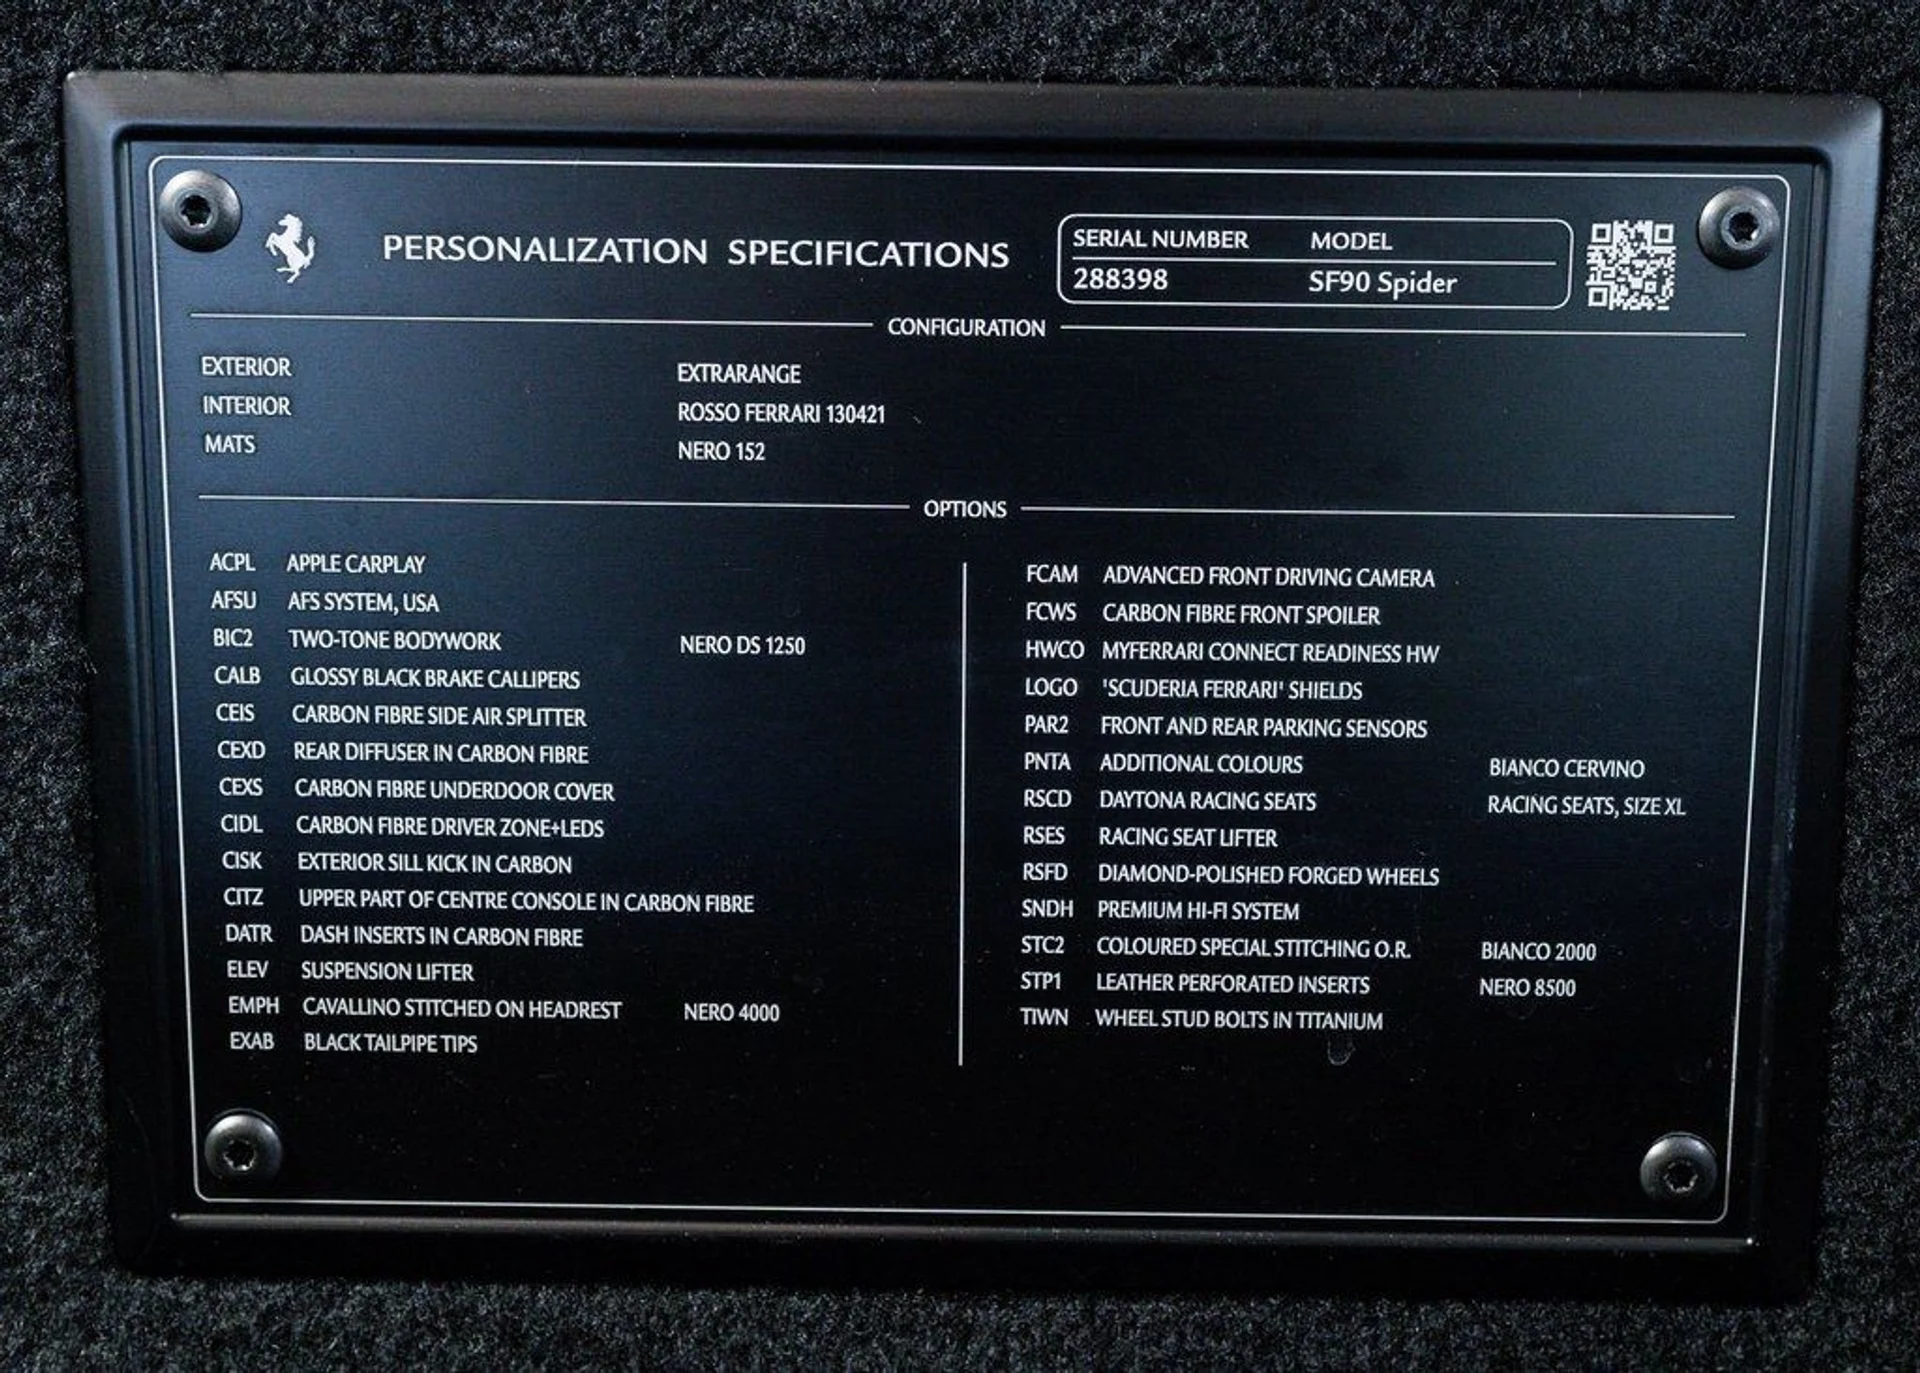 PERSONALIZATION SPECIFICATIONS
SERIAL NUMBER MODEL
288398 SF90 Spider
CONFIGURATION
EXTERIOR EXTRARANGE
INTERIOR ROSSO FERRARI 130421
MATS NERO 152
OPTIONS
ACPL APPLE CARPLAY
AFSU AFS SYSTEM, USA
BIC2 TWO-TONE BODYWORK NERO DS 1250
CALB GLOSSY BLACK BRAKE CALLIPERS
CEIS CARBON FIBRE SIDE AIR SPLITTER
CEXD REAR DIFFUSER IN CARBON FIBRE
CEXS CARBON FIBRE UNDERDOOR COVER
CIDL CARBON FIBRE DRIVER ZONE+LEDS
CISK EXTERIOR SILL KICK IN CARBON
CITZ UPPER PART OF CENTRE CONSOLE IN CARBON FIBRE
DATR DASH INSERTS IN CARBON FIBRE
ELEV SUSPENSION LIFTER
EMPH CAVALLINO STITCHED ON HEADREST NERO 4000
EXAB BLACK TAILPIPE TIPS
FCAM ADVANCED FRONT DRIVING CAMERA
FCWS CARBON FIBRE FRONT SPOILER
HWCO MYFERRARI CONNECT READINESS HW
LOGO 'SCUDERIA FERRARI' SHIELDS
PAR2 FRONT AND REAR PARKING SENSORS
PNTA ADDITIONAL COLOURS BIANCO CERVINO
RSCD DAYTONA RACING SEATS RACING SEATS, SIZE XL
RSES RACING SEAT LIFTER
RSFD DIAMOND-POLISHED FORGED WHEELS
SNDH PREMIUM HI-FI SYSTEM
STC2 COLOURED SPECIAL STITCHING O.R. BIANCO 2000
STP1 LEATHER PERFORATED INSERTS NERO 8500
TIWN WHEEL STUD BOLTS IN TITANIUM